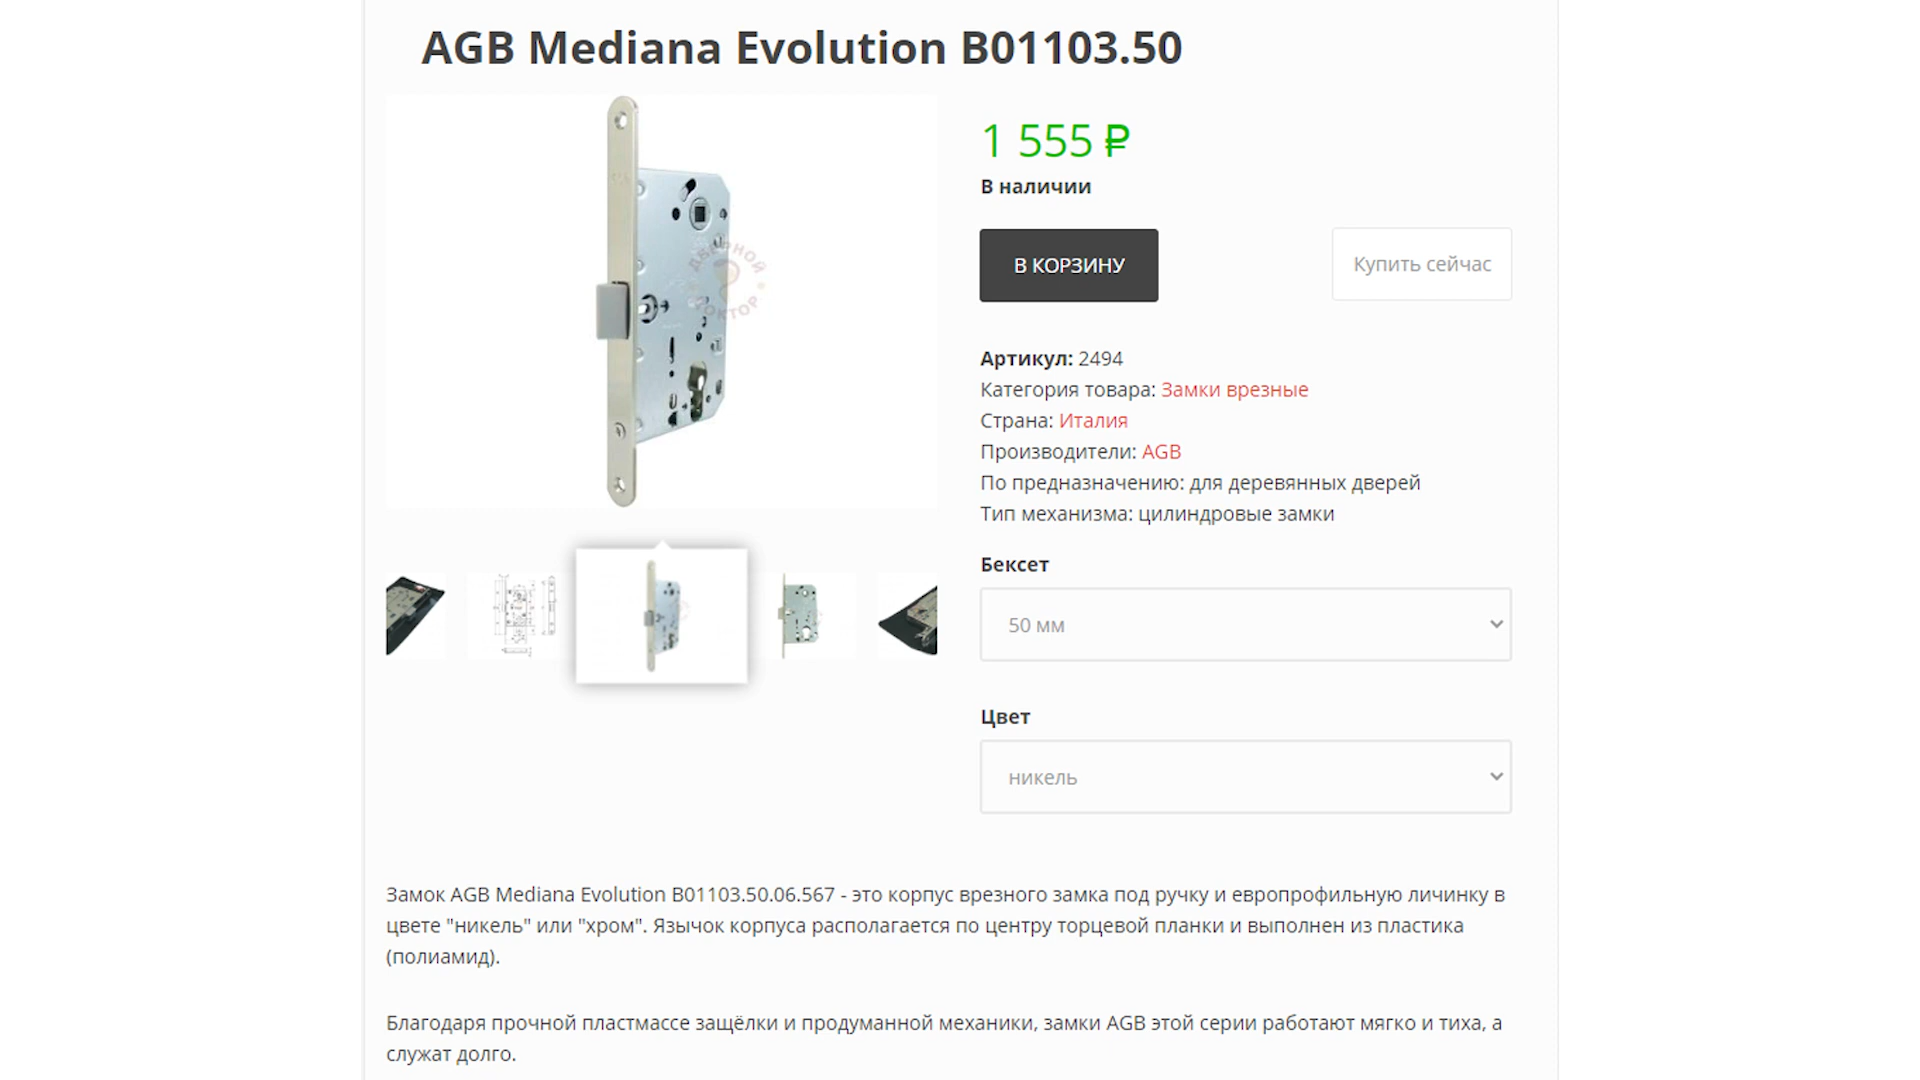 AGB Mediana Evolution B01103.50
1 555 ₽
В наличии
В КОРЗИНУ
Купить сейчас
ДВЕРНОЙ
ДОКТОР
Артикул: 2494
Категория товара: Замки врезные
Страна: Италия
Производители: AGB
По предназначению: для деревянных дверей
Тип механизма: цилиндровые замки
Бексет
50 мм
Цвет
никель
Замок AGB Mediana Evolution B01103.50.06.567 - это корпус врезного замка под ручку и европрофильную личинку в
цвете "никель" или "хром". Язычок корпуса располагается по центру торцевой планки и выполнен из пластика
(полиамид).
Благодаря прочной пластмассе защёлки и продуманной механики, замки AGB этой серии работают мягко и тиха, а
служат долго.